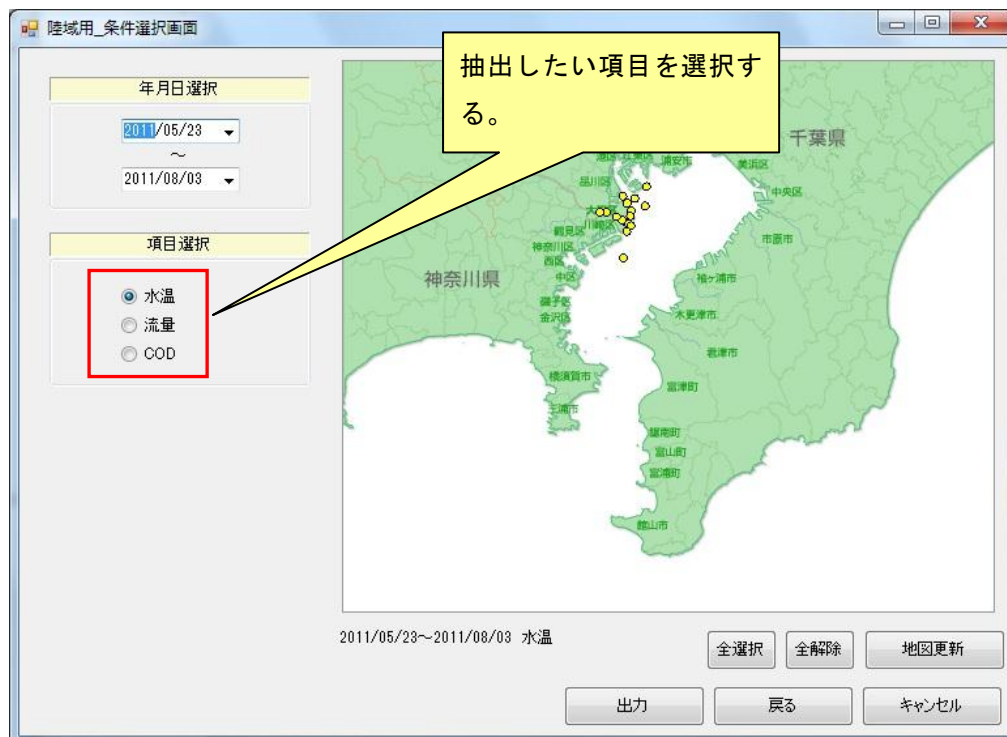 陸域用_条件選択画面
抽出したい項目を選択す
る。
年月日選択
2011/05/23
～
2011/08/03
項目選択
水温
流量
COD
千葉県
浦安市
美浜区
品川区
中央区
鶴見区
川崎区
市原市
神奈川区
西区
中区
神奈川県
袖ヶ浦市
磯子区
金沢区
木更津市
君津市
横須賀市
富津町
三浦市
鋸南町
富山町
富浦町
館山市
2011/05/23～2011/08/03 水温
全選択 全解除 地図更新
出力 戻る キャンセル